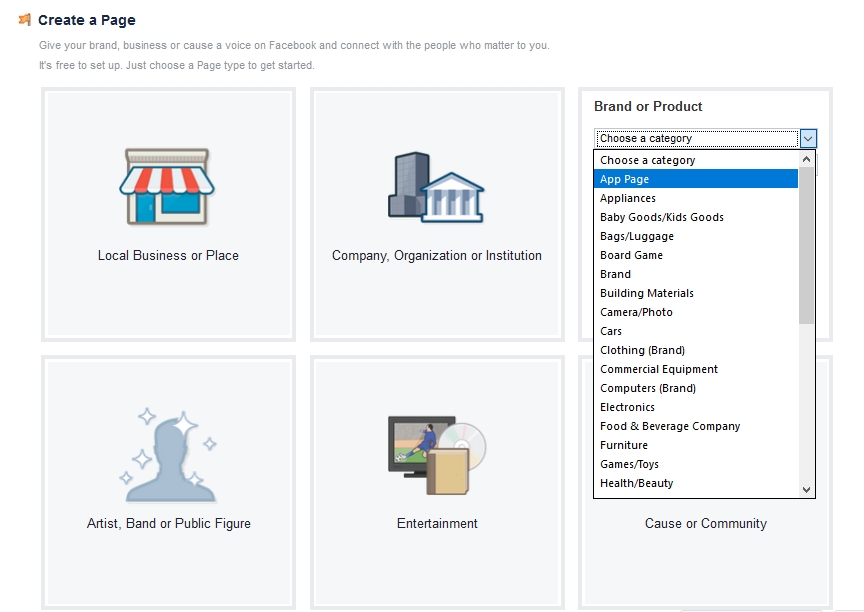 Create a Page
Give your brand, business or cause a voice on Facebook and connect with the people who matter to you.
It's free to set up. Just choose a Page type to get started.
Local Business or Place
Company, Organization or Institution
Brand or Product
Choose a category
Choose a category
App Page
Appliances
Baby Goods/Kids Goods
Bags/Luggage
Board Game
Brand
Building Materials
Camera/Photo
Cars
Clothing (Brand)
Commercial Equipment
Computers (Brand)
Electronics
Food & Beverage Company
Furniture
Games/Toys
Health/Beauty
Artist, Band or Public Figure
Entertainment
Cause or Community